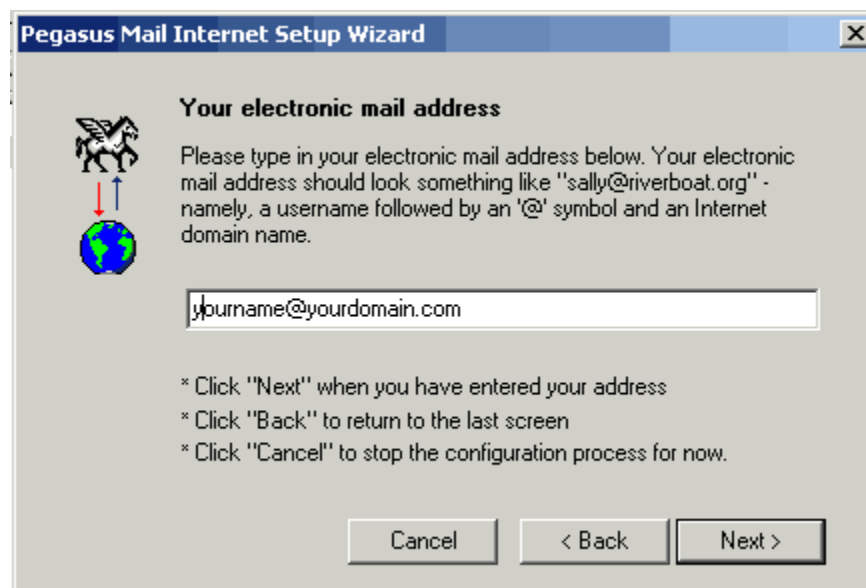 Pegasus Mail Internet Setup Wizard
Your electronic mail address
Please type in your electronic mail address below. Your electronic
mail address should look something like "sally@riverboat.org" -
namely, a username followed by an '@' symbol and an Internet
domain name.
yourname@yourdomain.com
* Click "Next" when you have entered your address
* Click "Back" to return to the last screen
* Click "Cancel" to stop the configuration process for now.
Cancel
< Back
Next >